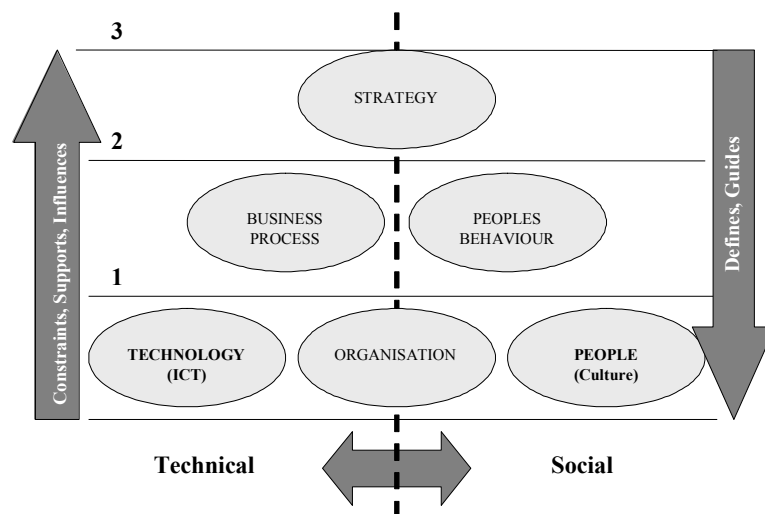 3
STRATEGY
2
BUSINESS
PROCESS
PEOPLES
BEHAVIOUR
1
TECHNOLOGY
(ICT)
ORGANISATION
PEOPLE
(Culture)
Constraints, Supports, Influences
Defines, Guides
Technical
Social